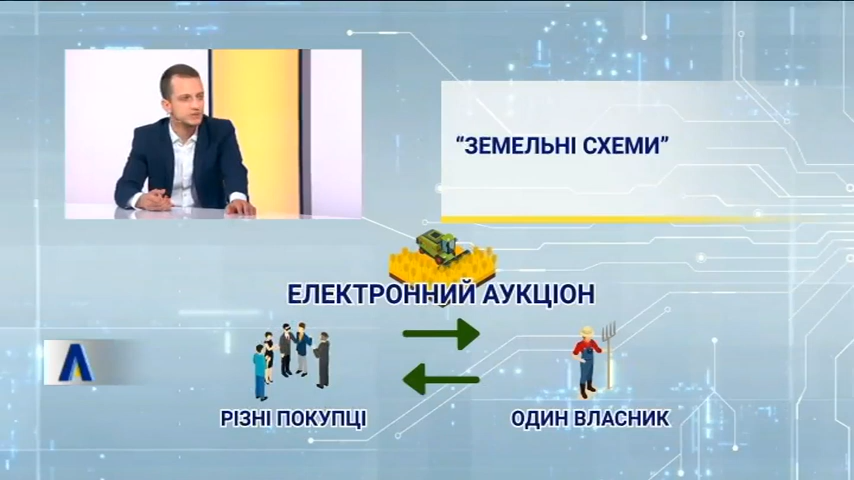 “ЗЕМЕЛЬНІ СХЕМИ”
ЕЛЕКТРОННИЙ АУКЦІОН
РІЗНІ ПОКУПЦІ
ОДИН ВЛАСНИК